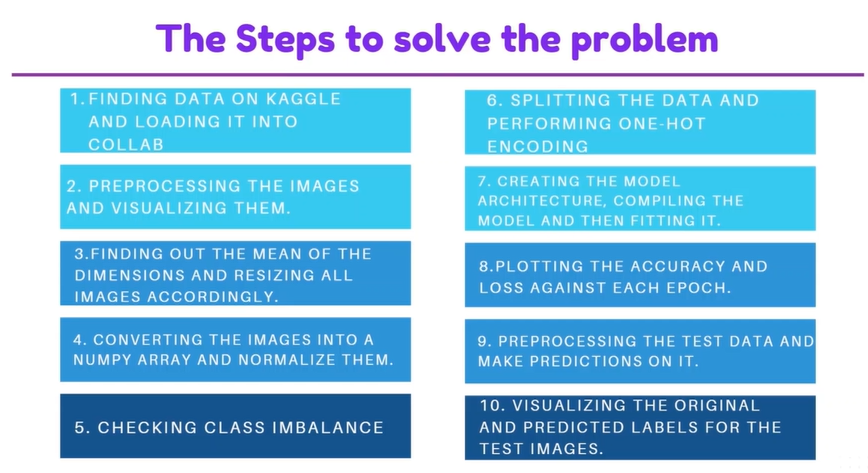 The Steps to solve the problem
1.FINDING DATA ON KAGGLE
AND LOADING IT INTO
COLLAB
2. PREPROCESSING THE IMAGES
AND VISUALIZING THEM.
3.FINDING OUT THE MEAN OF THE
DIMENSIONS AND RESIZING ALL
IMAGES ACCORDINGLY.
4. CONVERTING THE IMAGES INTO A
NUMPY ARRAY AND NORMALIZE THEM.
5. CHECKING CLASS IMBALANCE
6. SPLITTING THE DATA AND
PERFORMING ONE-HOT
ENCODING
7. CREATING THE MODEL
ARCHITECTURE, COMPILING THE
MODEL AND THEN FITTING IT.
8.PLOTTING THE ACCURACY AND
LOSS AGAINST EACH EPOCH.
9. PREPROCESSING THE TEST DATA AND
MAKE PREDICTIONS ON IT.
10. VISUALIZING THE ORIGINAL
AND PREDICTED LABELS FOR THE
TEST IMAGES.